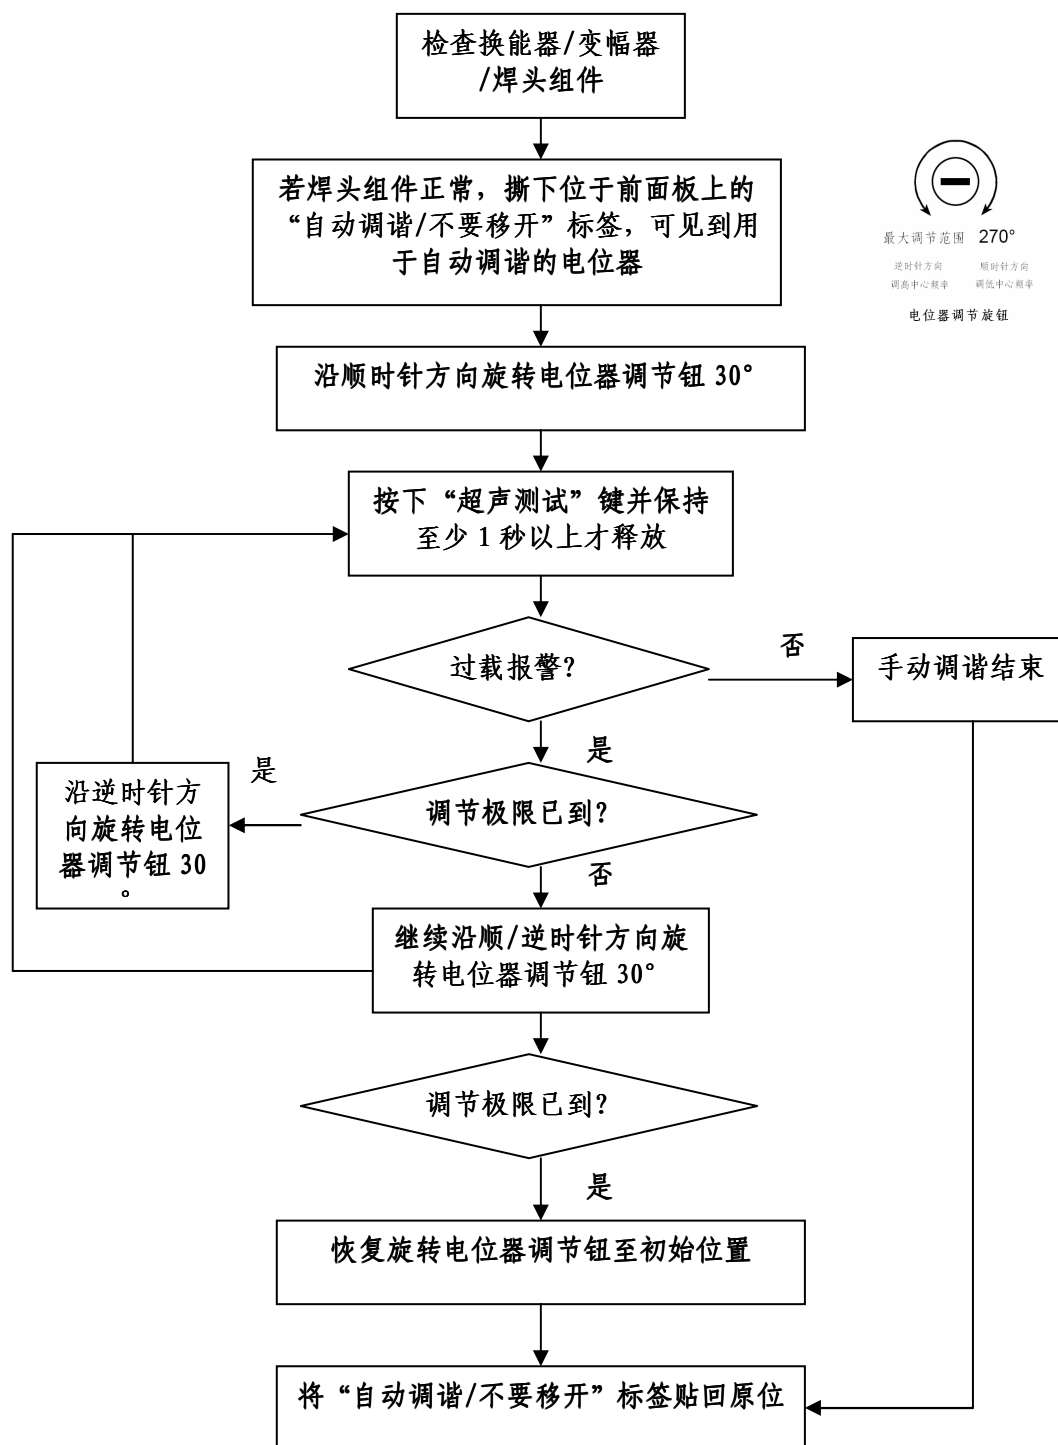 检查换能器/变幅器
/焊头组件
若焊头组件正常，撕下位于前面板上的
“自动调谐/不要移开”标签，可见到用
于自动调谐的电位器
最大调节范围 270°
逆时针方向 顺时针方向
调高中心频率 调低中心频率
电位器调节旋钮
沿顺时针方向旋转电位器调节钮 30°
按下“超声测试”键并保持
至少 1 秒以上才释放
过载报警？
否
手动调谐结束
是
调节极限已到？
是
沿逆时针方
向旋转电位
器调节钮 30
°
否
继续沿顺/逆时针方向旋
转电位器调节钮 30°
调节极限已到？
是
恢复旋转电位器调节钮至初始位置
将“自动调谐/不要移开”标签贴回原位